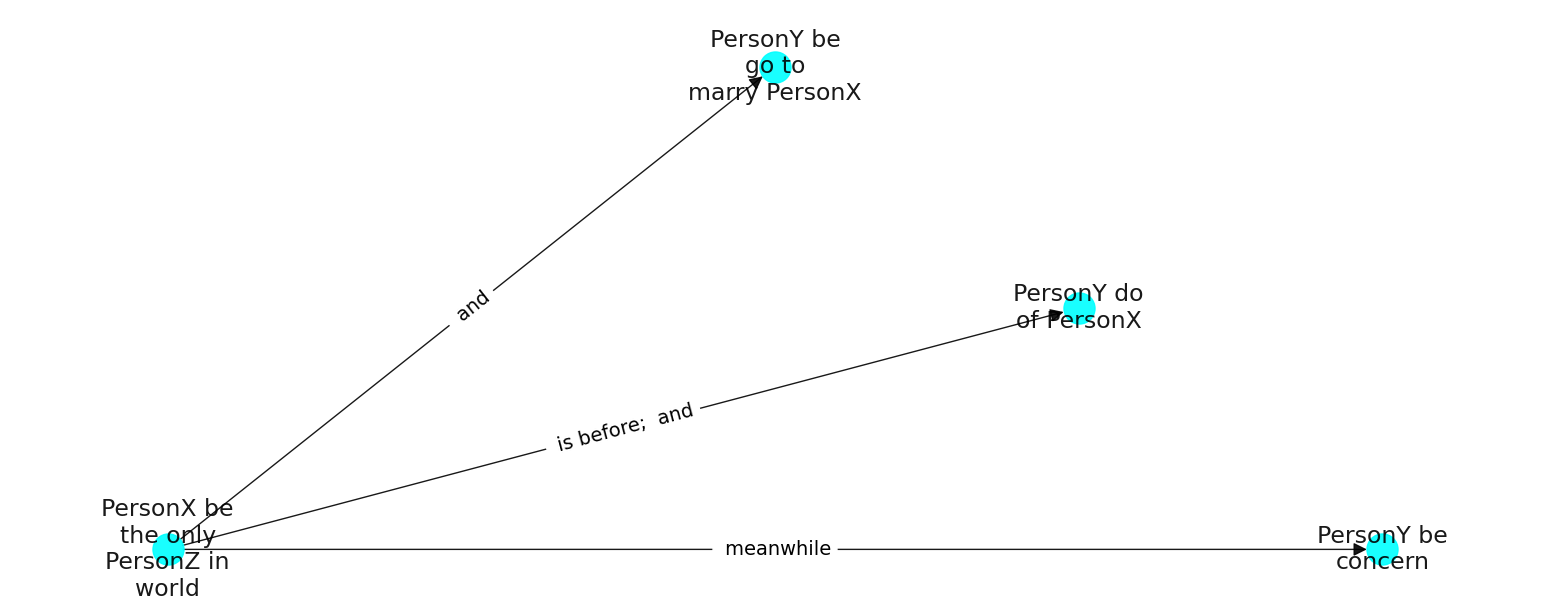 PersonY be
go to
marry PersonX
and
PersonY do
of PersonX
is before;  and
PersonX be
the only
PersonZ in
world
meanwhile
PersonY be
concern